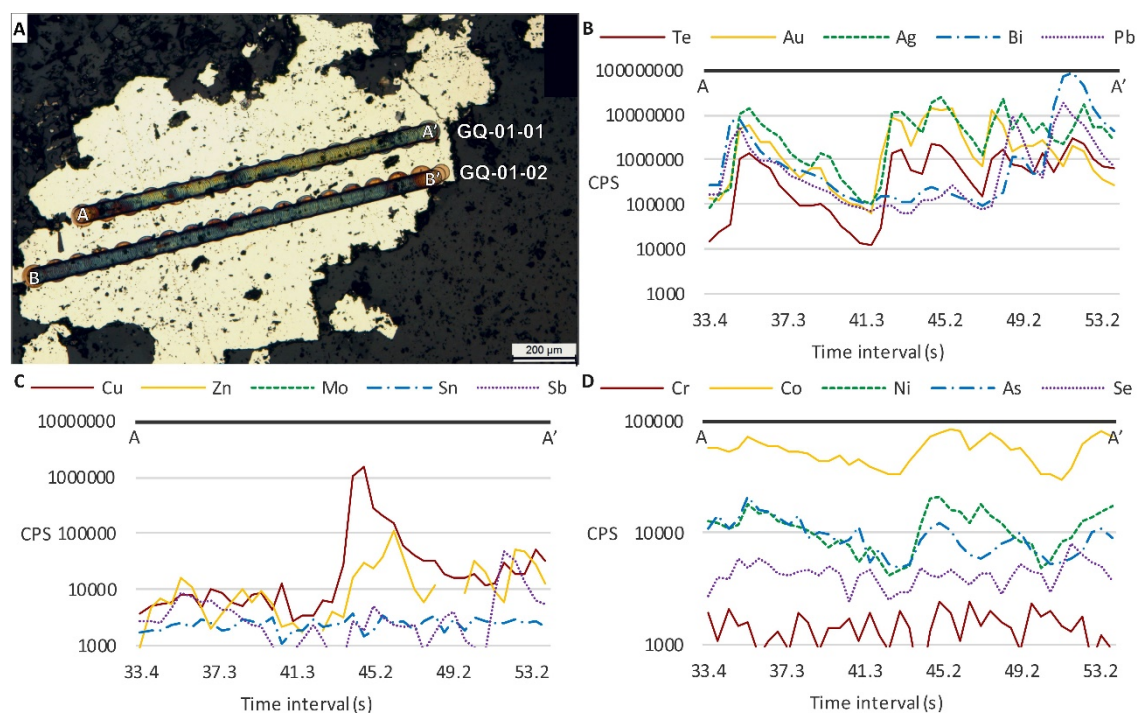 A
A' GQ-01-01
GQ-01-02
B'
A
B
200 µm
B
Te Au Ag Bi Pb
100000000
A A'
10000000
1000000
CPS
100000
10000
1000
33.4 37.3 41.3 45.2 49.2 53.2
Time interval (s)
C
Cu Zn Mo Sn Sb
10000000
A A'
1000000
CPS 100000
10000
1000
33.4 37.3 41.3 45.2 49.2 53.2
Time interval (s)
D
Cr Co Ni As Se
100000
A A'
CPS 10000
1000
33.4 37.3 41.3 45.2 49.2 53.2
Time interval (s)